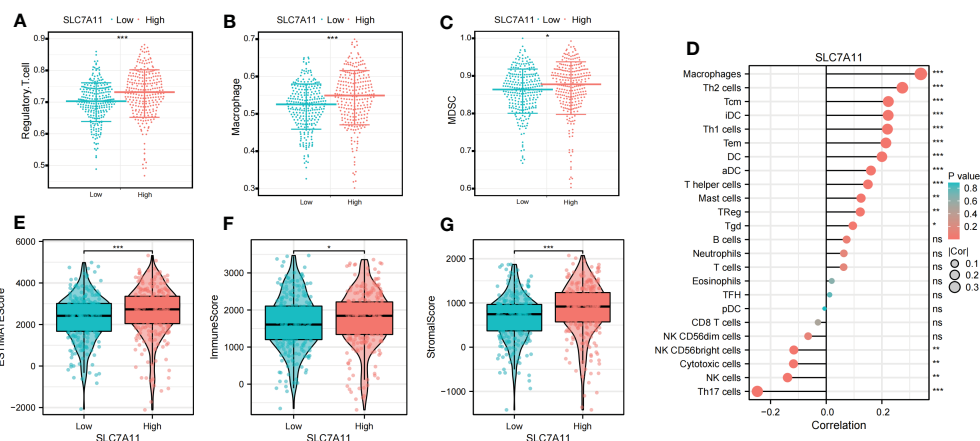 A
SLC7A11 · Low · High
Regulatory T.cell
0.9
0.8
0.7
0.6
0.5
***
Low
High
B
SLC7A11 · Low · High
Macrophage
0.7
0.6
0.5
0.4
0.3
***
Low
High
C
SLC7A11 · Low · High
MDSC
1.0
0.9
0.8
0.7
0.6
*
Low
High
D
SLC7A11
Macrophages ***
Th2 cells ***
Tcm ***
iDC ***
Th1 cells ***
Tem ***
DC ***
aDC ***
T helper cells ***
Mast cells **
TReg **
Tgd *
B cells ns
Neutrophils ns
T cells ns
Eosinophils ns
TFH ns
pDC ns
CD8 T cells ns
NK CD56dim cells ns
NK CD56bright cells **
Cytotoxic cells **
NK cells **
Th17 cells ***
−0.2 0.0 0.2
Correlation
P value
0.8
0.6
0.4
0.2
|Cor|
0.1
0.2
0.3
E
ESTIMATEScore
6000
4000
2000
0
−2000
***
Low
High
SLC7A11
F
ImmuneScore
3000
2000
1000
0
*
Low
High
SLC7A11
G
StromalScore
2000
1000
0
−1000
***
Low
High
SLC7A11